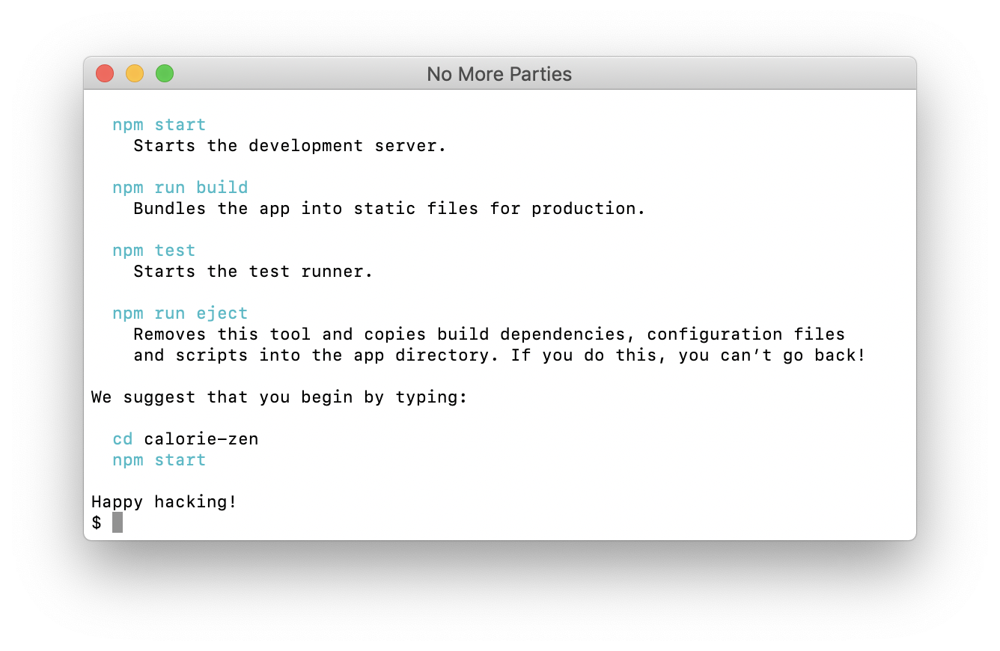 No More Parties
npm start
Starts the development server.
npm run build
Bundles the app into static files for production.
npm test
Starts the test runner.
npm run eject
Removes this tool and copies build dependencies, configuration files
and scripts into the app directory. If you do this, you can’t go back!
We suggest that you begin by typing:
cd calorie-zen
npm start
Happy hacking!
$